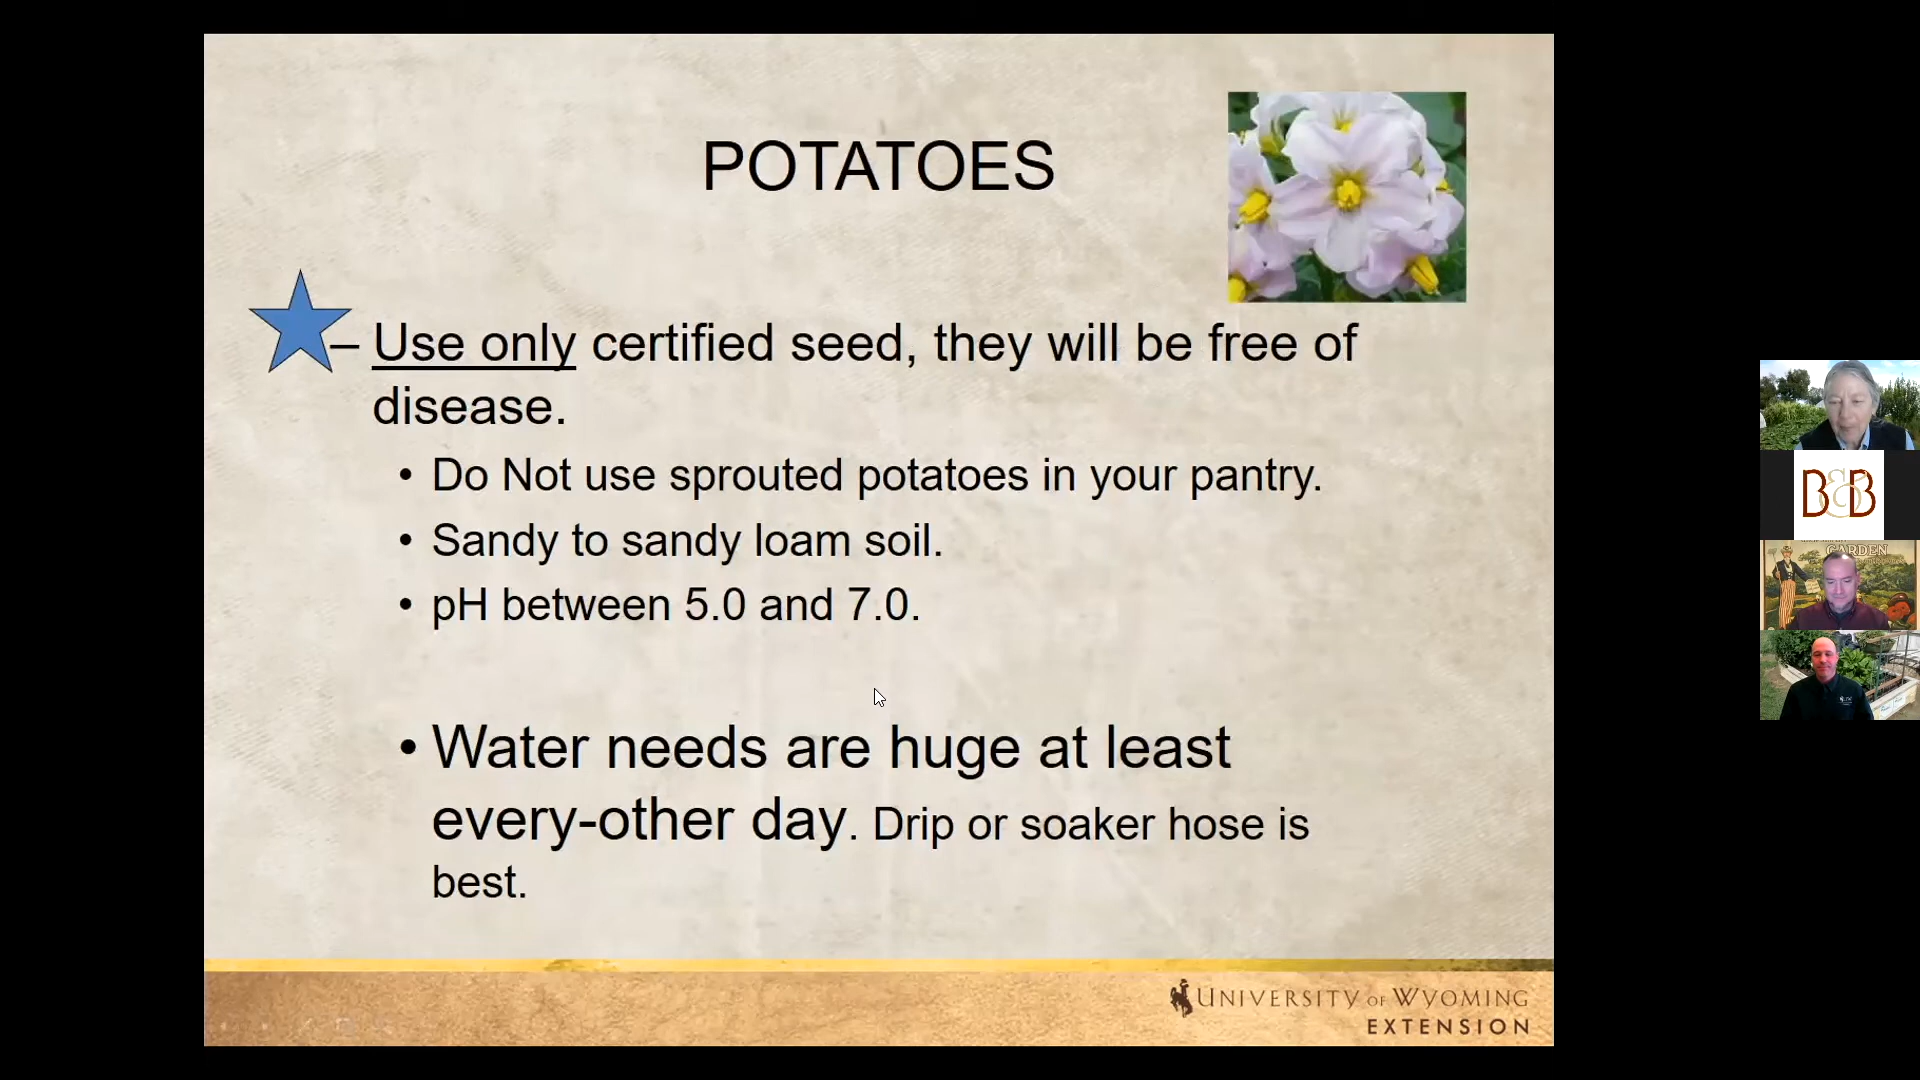 POTATOES
– Use only certified seed, they will be free of
disease.
• Do Not use sprouted potatoes in your pantry.
• Sandy to sandy loam soil.
• pH between 5.0 and 7.0.
• Water needs are huge at least
every-other day. Drip or soaker hose is
best.
UNIVERSITY OF WYOMING
EXTENSION
B&B
GARDEN